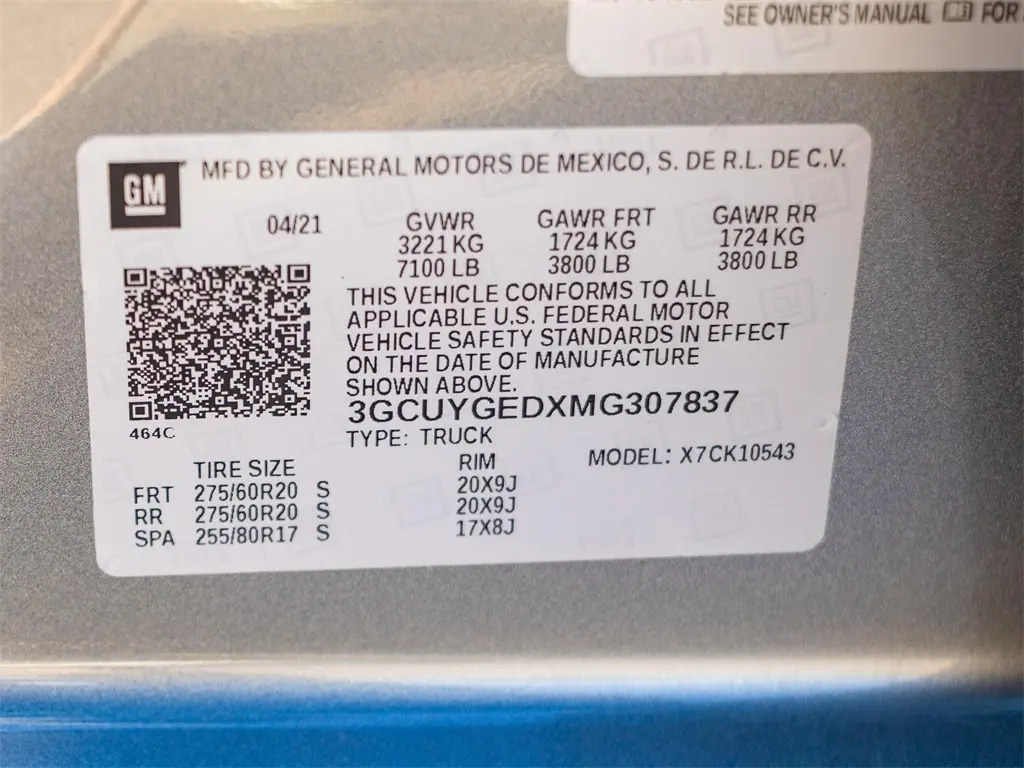 SEE OWNER'S MANUAL FOR
GM
MFD BY GENERAL MOTORS DE MEXICO, S. DE R.L. DE C.V.
04/21 GVWR GAWR FRT GAWR RR
3221 KG 1724 KG 1724 KG
7100 LB 3800 LB 3800 LB
THIS VEHICLE CONFORMS TO ALL
APPLICABLE U.S. FEDERAL MOTOR
VEHICLE SAFETY STANDARDS IN EFFECT
ON THE DATE OF MANUFACTURE
SHOWN ABOVE.
3GCUYGEDXMG307837
464C
TYPE: TRUCK
MODEL: X7CK10543
TIRE SIZE RIM
FRT 275/60R20 S 20X9J
RR 275/60R20 S 20X9J
SPA 255/80R17 S 17X8J